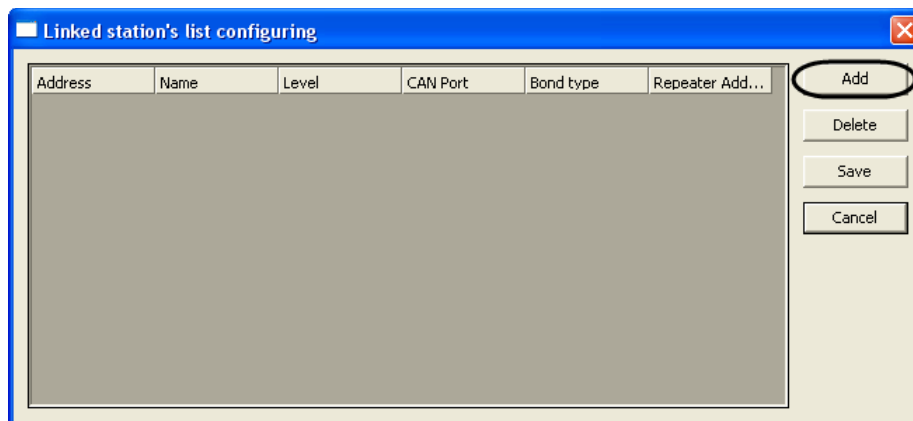 Linked station's list configuring
Address Name Level CAN Port Bond type Repeater Add...
Add
Delete
Save
Cancel